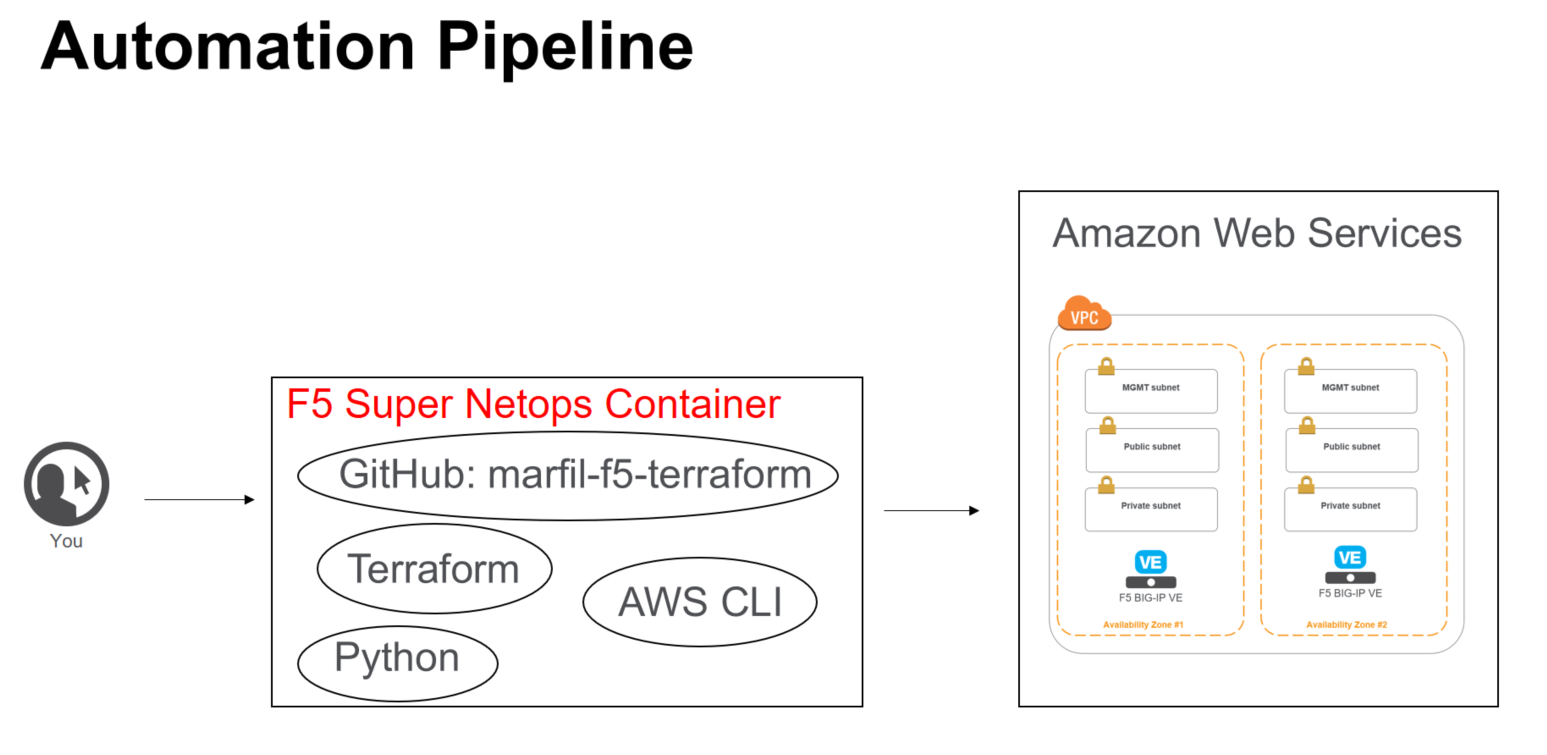 Automation Pipeline
You
F5 Super Netops Container
GitHub: marfil-f5-terraform
Terraform
AWS CLI
Python
Amazon Web Services
VPC
MGMT subnet
Public subnet
Private subnet
VE
F5 BIG-IP VE
Availability Zone #1
MGMT subnet
Public subnet
Private subnet
VE
F5 BIG-IP VE
Availability Zone #2